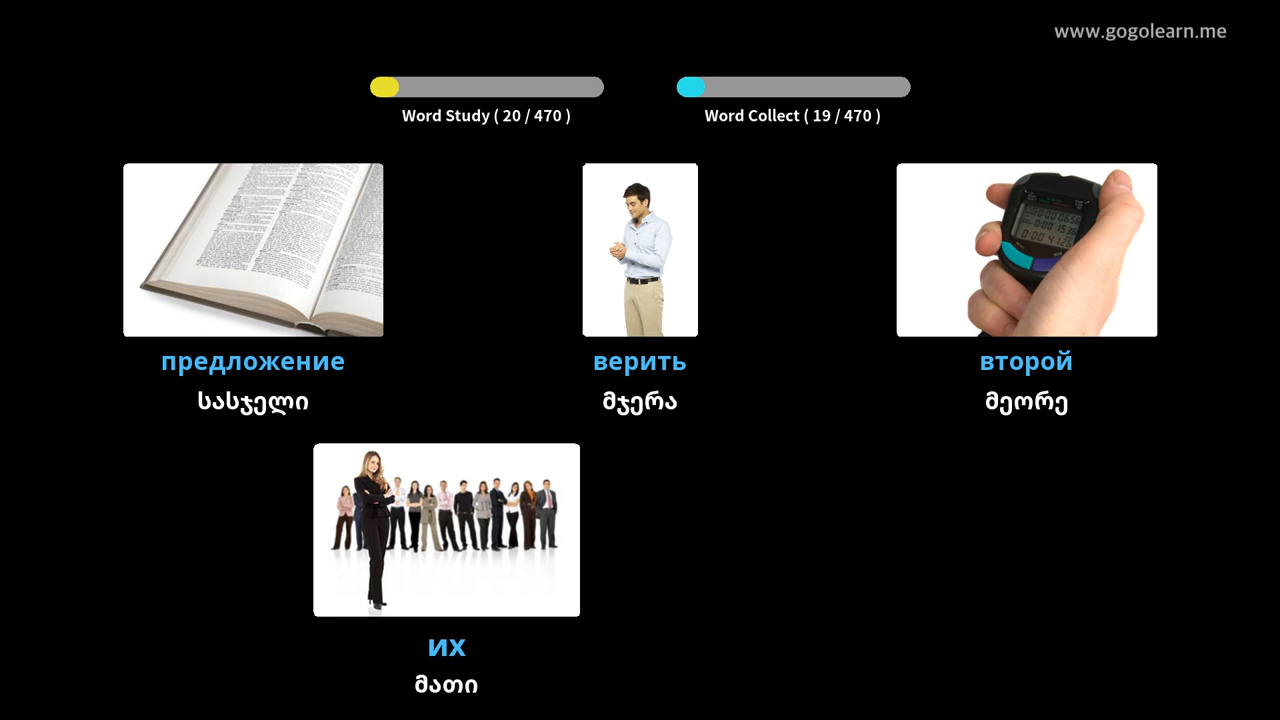 www.gogolearn.me
Word Study ( 20 / 470 )
Word Collect ( 19 / 470 )
предложение
верить
второй
სასჯელი
მჯერა
მეორე
их
მათი